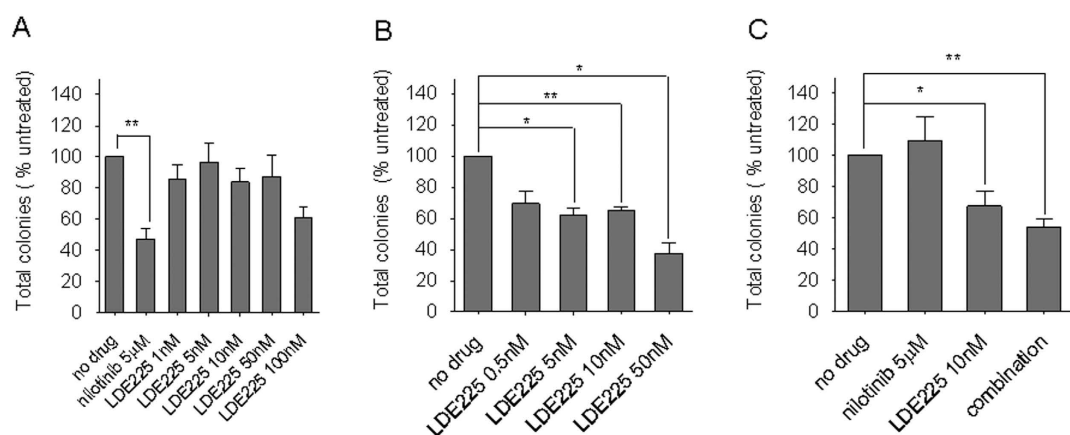 A
Total colonies ( % untreated)
140
120
100
80
60
40
20
0
**
no drug
nilotinib 5µM
LDE225 1nM
LDE225 5nM
LDE225 10nM
LDE225 50nM
LDE225 100nM
B
Total colonies (% untreated)
140
120
100
80
60
40
20
0
*
**
*
no drug
LDE225 0.5nM
LDE225 5nM
LDE225 10nM
LDE225 50nM
C
Total colonies ( % untreated)
140
120
100
80
60
40
20
0
**
*
no drug
nilotinib 5µM
LDE225 10nM
combination